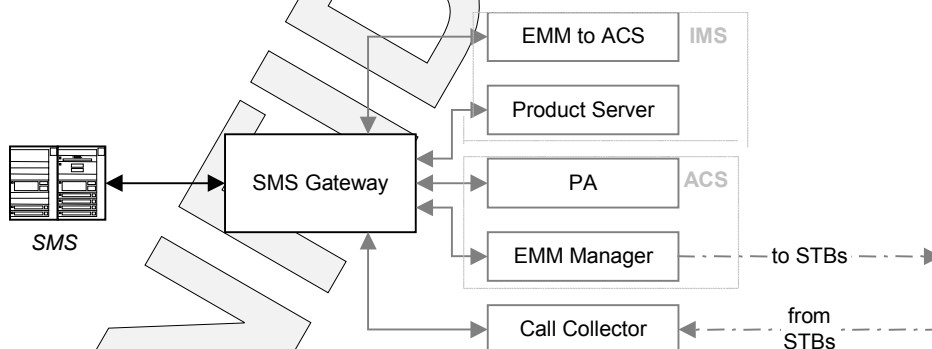 EMM to ACS
IMS
Product Server
SMS Gateway
SMS
PA
ACS
EMM Manager
to STBs
Call Collector
from
STBs